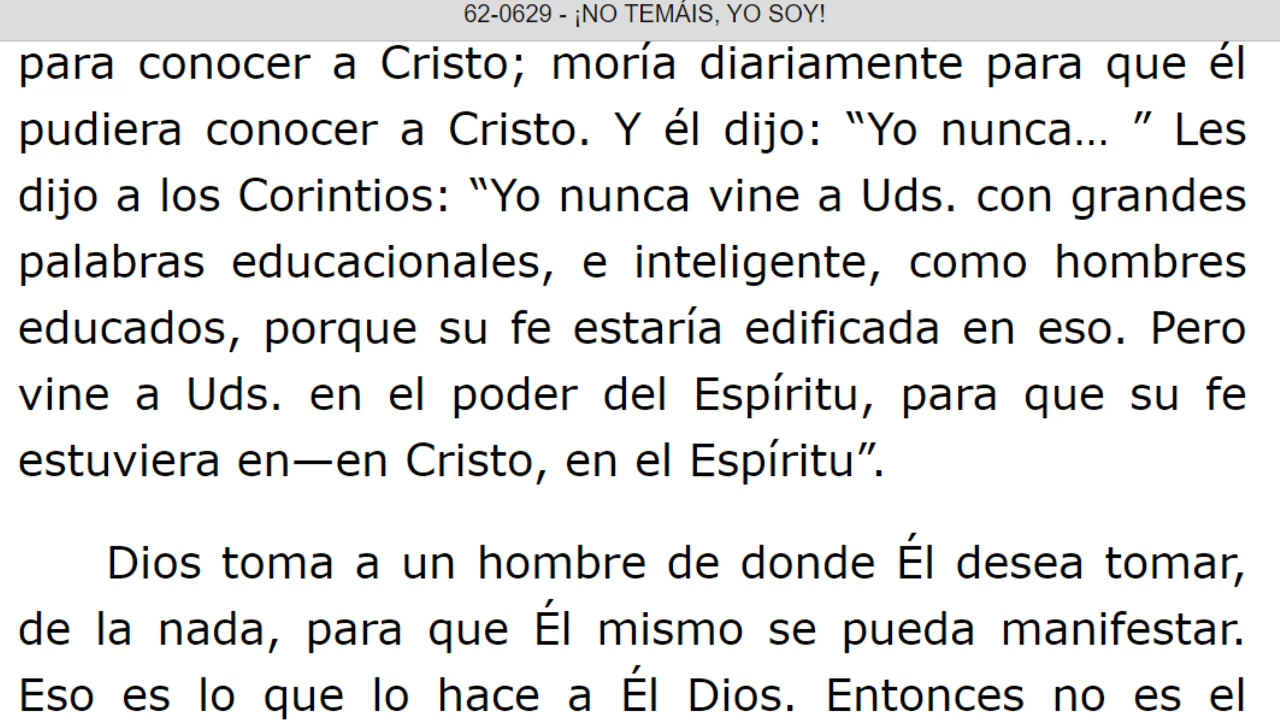 62-0629 - ¡NO TEMÁIS, YO SOY!
para conocer a Cristo; moría diariamente para que él
pudiera conocer a Cristo. Y él dijo: “Yo nunca… ” Les
dijo a los Corintios: “Yo nunca vine a Uds. con grandes
palabras educacionales, e inteligente, como hombres
educados, porque su fe estaría edificada en eso. Pero
vine a Uds. en el poder del Espíritu, para que su fe
estuviera en—en Cristo, en el Espíritu”.
Dios toma a un hombre de donde Él desea tomar,
de la nada, para que Él mismo se pueda manifestar.
Eso es lo que lo hace a Él Dios. Entonces no es el